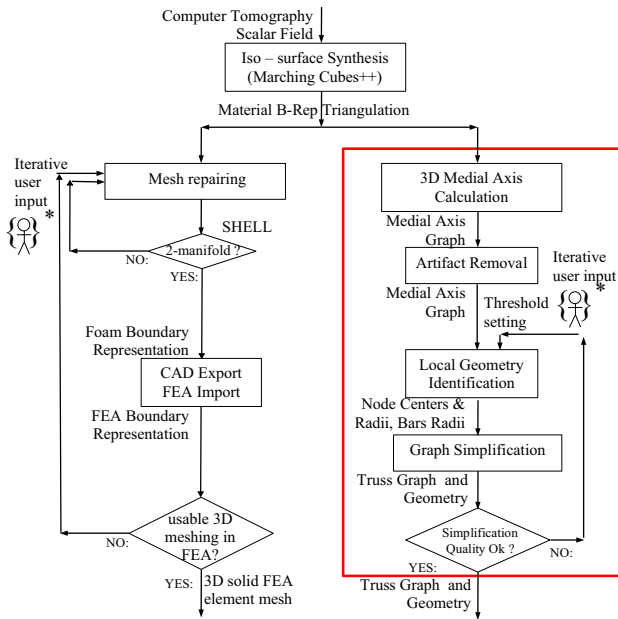 Computer Tomography
Scalar Field
Iso – surface Synthesis
(Marching Cubes++)
Material B-Rep Triangulation
Iterative
user
input
{ } *
Mesh repairing
SHELL
2-manifold ?
NO:
YES:
Foam Boundary
Representation
CAD Export
FEA Import
FEA Boundary
Representation
usable 3D
meshing in
FEA?
NO:
YES:
3D solid FEA
element mesh
3D Medial Axis
Calculation
Medial Axis
Graph
Artifact Removal
Medial Axis
Graph
Iterative
user input
{ } *
Threshold
setting
Local Geometry
Identification
Node Centers &
Radii, Bars Radii
Graph Simplification
Truss Graph and
Geometry
Simplification
Quality Ok ?
NO:
YES:
Truss Graph and
Geometry